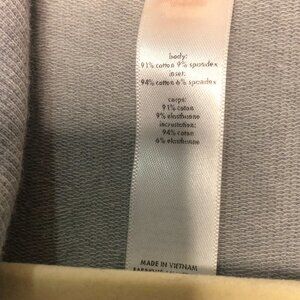 body:
91% cotton 9% spandex
inset:
94% cotton 6% spandex
corps:
91% coton
9% elasthanne
incrustation:
94% coton
6% elasthanne
MADE IN VIETNAM